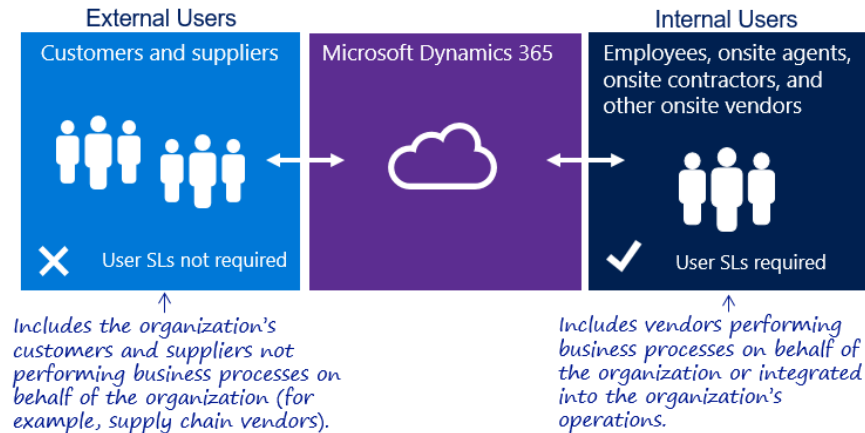 External Users
Internal Users
Customers and suppliers
Microsoft Dynamics 365
Employees, onsite agents,
onsite contractors, and
other onsite vendors
User SLs not required
User SLs required
Includes the organization's
customers and suppliers not
performing business processes on
behalf of the organization (for
example, supply chain vendors).
Includes vendors performing
business processes on behalf of
the organization or integrated
into the organization's
operations.